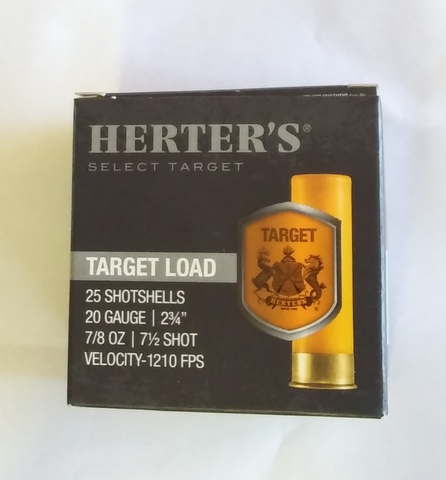 HERTER'S®
SELECT TARGET
TARGET
HERTER'S
TARGET LOAD
25 SHOTSHELLS
20 GAUGE | 2¾"
7/8 OZ | 7½ SHOT
VELOCITY-1210 FPS